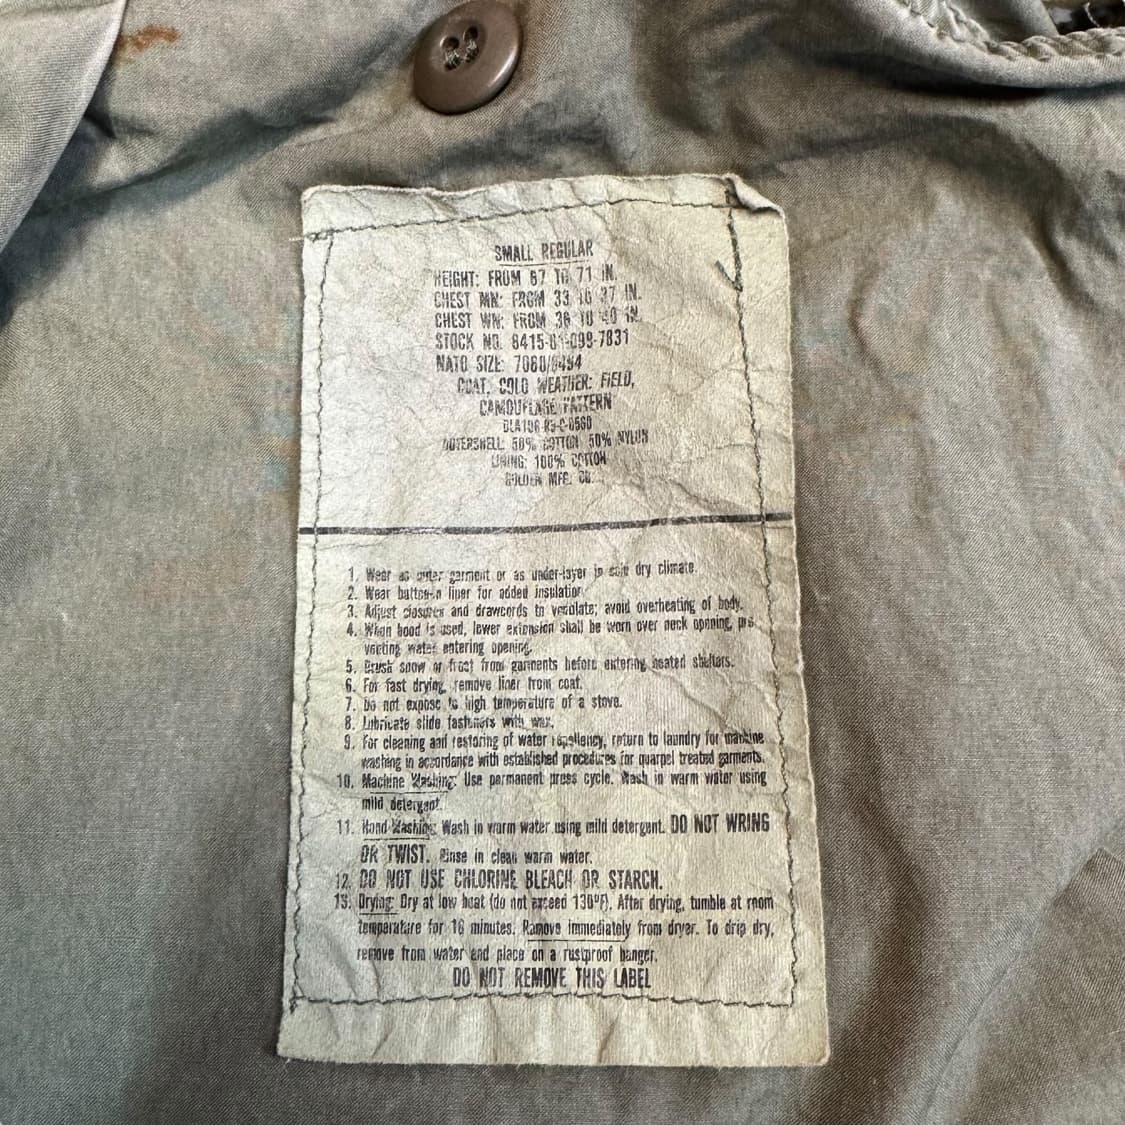 SMALL REGULAR
HEIGHT: FROM 67 TO 71 IN.
CHEST MN: FROM 33 TO 37 IN.
CHEST WN: FROM 36 TO 40 IN.
STOCK NO. 8415-01-099-7831
NATO SIZE: 7080/8494
COAT, COLD WEATHER: FIELD,
CAMOUFLAGE PATTERN
OUTERSHELL: 50% COTTON 50% NYLON
LINING: 100% COTTON
GOLDEN MFG. CO.
1. Wear as outer garment or as under-layer in cold dry climate.
2. Wear button-in liner for added insulation
3. Adjust closures and drawcords to ventilate; avoid overheating of body.
4. When hood is used, lower extension shall be worn over neck opening, pre
venting water entering opening.
5. Brush snow or frost from garments before entering heated shelters.
6. For fast drying, remove liner from coat.
7. Do not expose to high temperature of a stove.
8. Lubricate slide fasteners with wax.
9. For cleaning and restoring of water repellency, return to laundry for machine
washing in accordance with established procedures for quarpel treated garments.
10. Machine Washing: Use permanent press cycle. Wash in warm water using
mild detergent.
11. Hand Washing: Wash in warm water using mild detergent. DO NOT WRING
OR TWIST. Rinse in clean warm water.
12. DO NOT USE CHLORINE BLEACH OR STARCH.
13. Drying: Dry at low heat (do not exceed 130°F). After drying, tumble at room
temperature for 10 minutes. Remove immediately from dryer. To drip dry,
remove from water and place on a rustproof hanger.
DO NOT REMOVE THIS LABEL